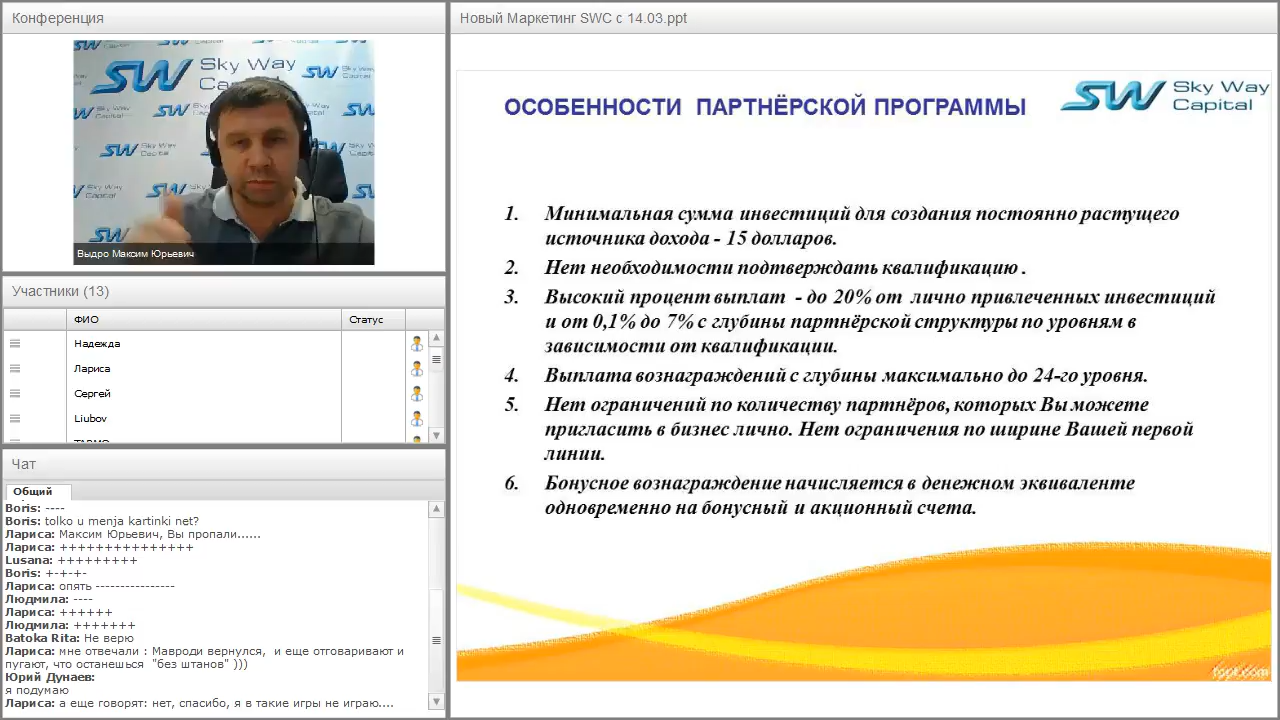 Конференция
Sky Way
Capital
Выдро Максим Юрьевич
Участники (13)
ФИО
Статус
Надежда
Лариса
Сергей
Liubov
Чат
Общий
Boris: ----
Boris: tolko u menja kartinki net?
Лариса: Максим Юрьевич, Вы пропали......
Лариса: +++++++++++++++
Lusana: +++++++++
Boris: +-+-+-
Лариса: опять ----------------
Людмила: ----
Лариса: ++++++
Людмила: +++++++
Batoka Rita: Не верю
Лариса: мне отвечали : Мавроди вернулся, и еще отговаривают и
пугают, что останешься "без штанов" )))
Юрий Дунаев:
я подумаю
Лариса: а еще говорят: нет, спасибо, я в такие игры не играю....
Новый Маркетинг SWC с 14.03.ppt
ОСОБЕННОСТИ ПАРТНЁРСКОЙ ПРОГРАММЫ
SW Sky Way
Capital
1. Минимальная сумма инвестиций для создания постоянно растущего
источника дохода - 15 долларов.
2. Нет необходимости подтверждать квалификацию .
3. Высокий процент выплат - до 20% от лично привлеченных инвестиций
и от 0,1% до 7% с глубины партнёрской структуры по уровням в
зависимости от квалификации.
4. Выплата вознаграждений с глубины максимально до 24-го уровня.
5. Нет ограничений по количеству партнёров, которых Вы можете
пригласить в бизнес лично. Нет ограничения по ширине Вашей первой
линии.
6. Бонусное вознаграждение начисляется в денежном эквиваленте
одновременно на бонусный и акционный счета.